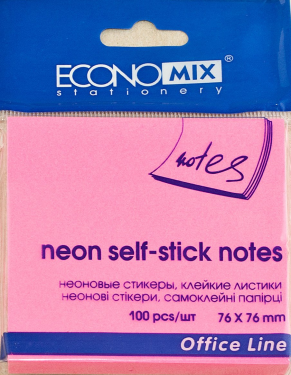 ECONOMIX®
stationery
notes
neon self-stick notes
неоновые стикеры, клейкие листики
неонові стікери, самоклейні папірці
100 pcs/шт 76 X 76 mm
Office Line